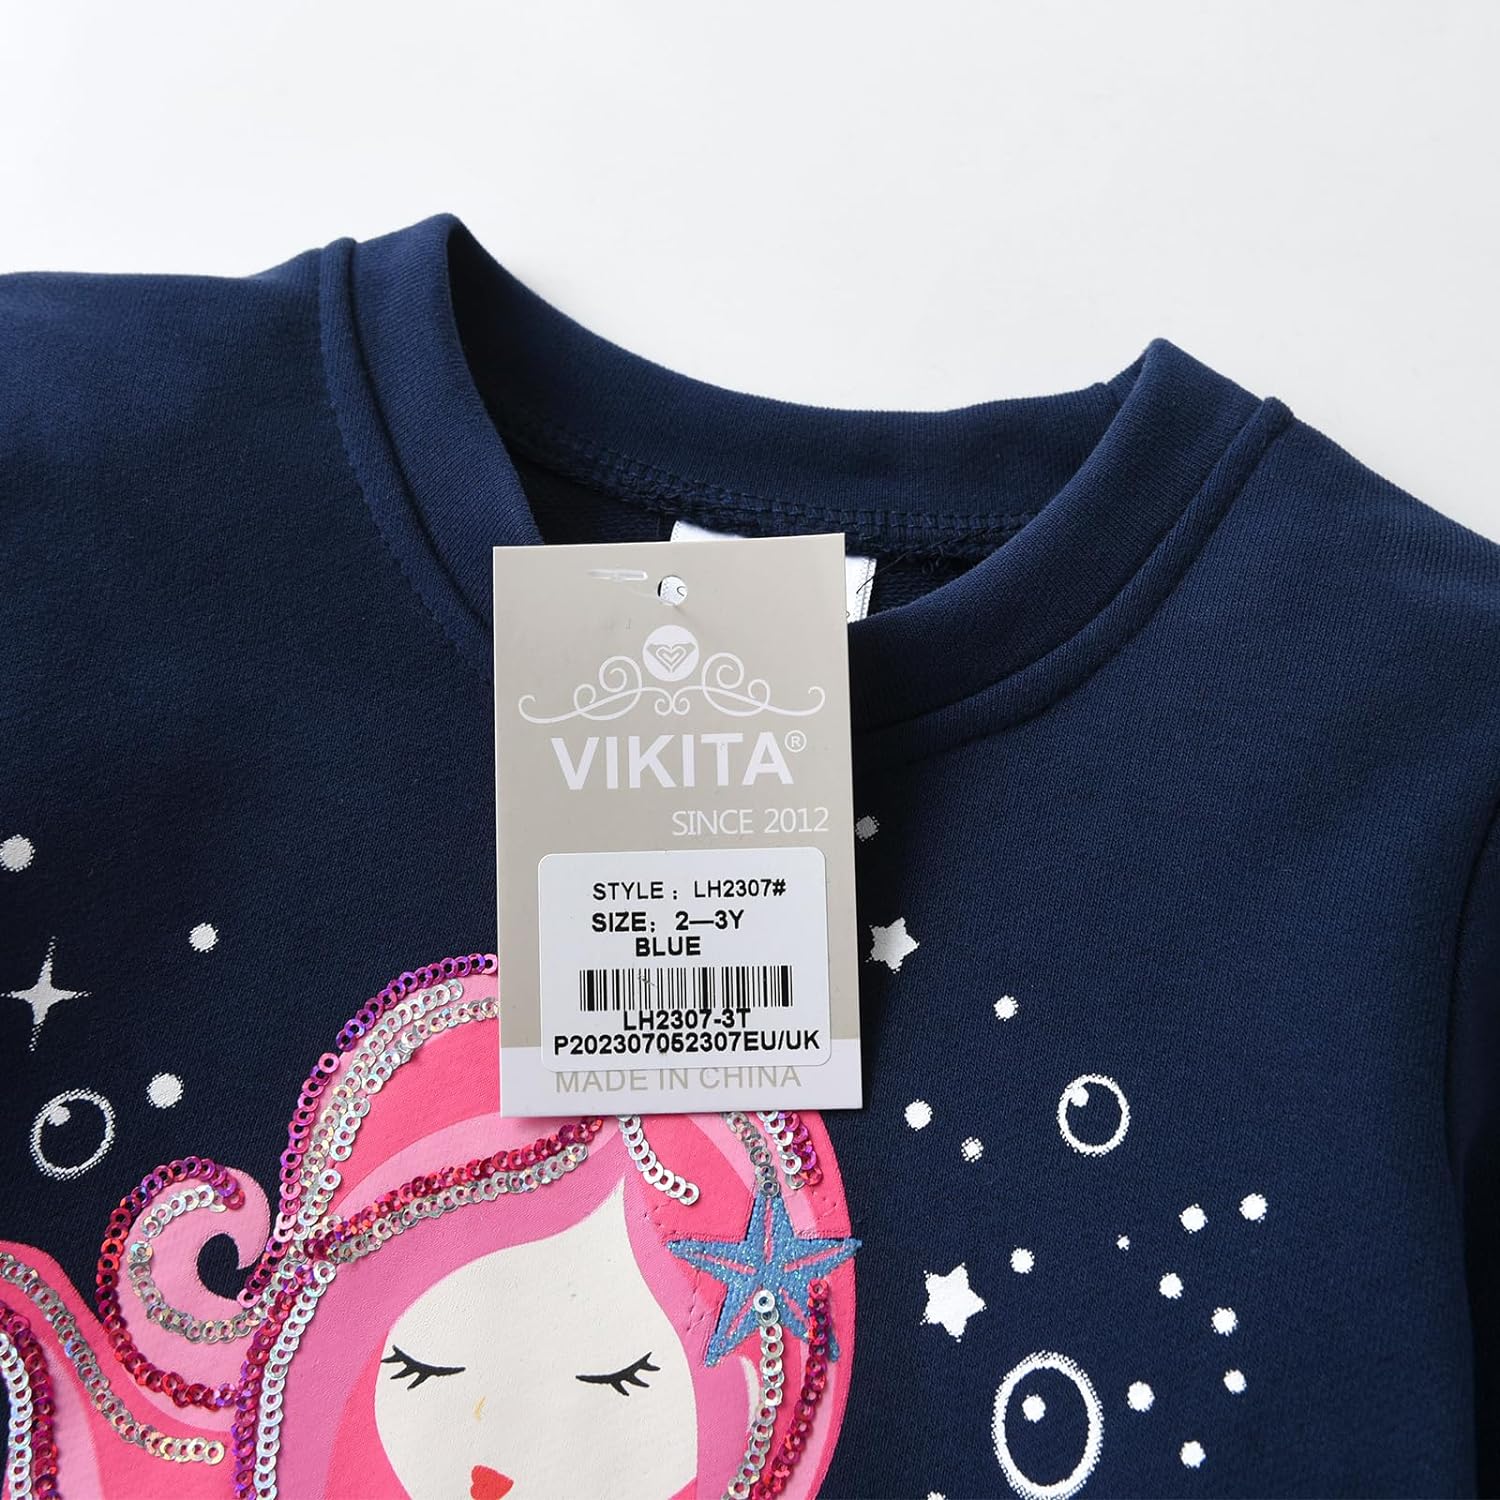 VIKITA®
SINCE 2012
STYLE : LH2307#
SIZE: 2—3Y
BLUE
LH2307-3T
P202307052307EU/UK
MADE IN CHINA